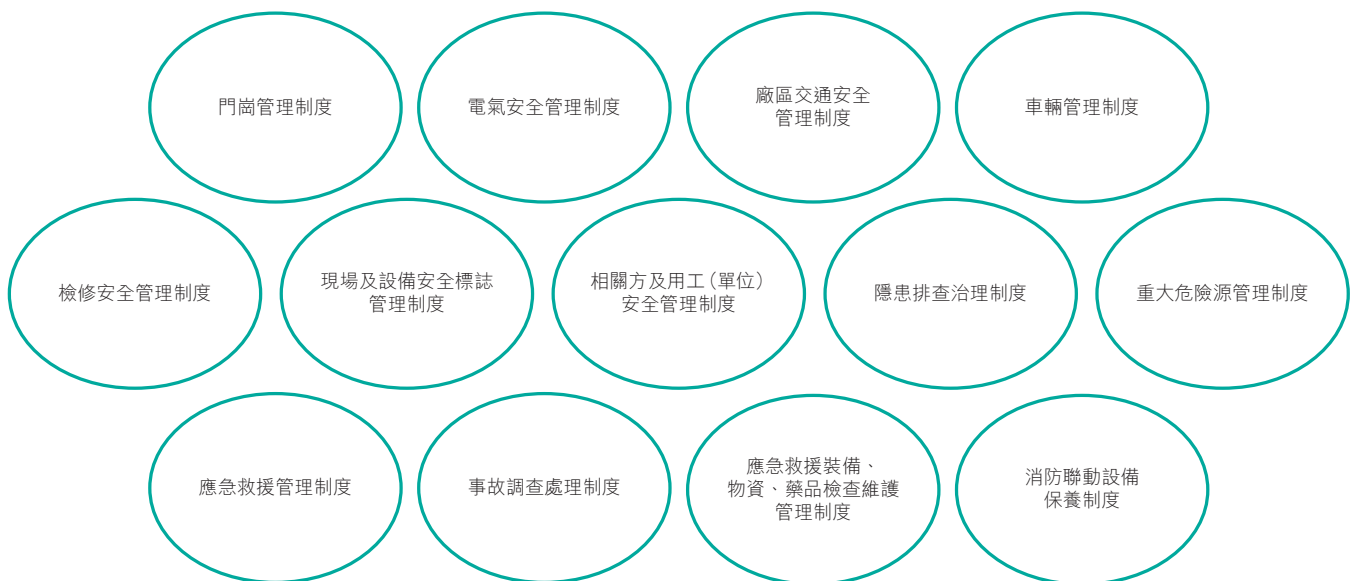 門崗管理制度
電氣安全管理制度
廠區交通安全
管理制度
車輛管理制度
檢修安全管理制度
現場及設備安全標誌
管理制度
相關方及用工（單位）
安全管理制度
隱患排查治理制度
重大危險源管理制度
應急救援管理制度
事故調查處理制度
應急救援裝備、
物資、藥品檢查維護
管理制度
消防聯動設備
保養制度